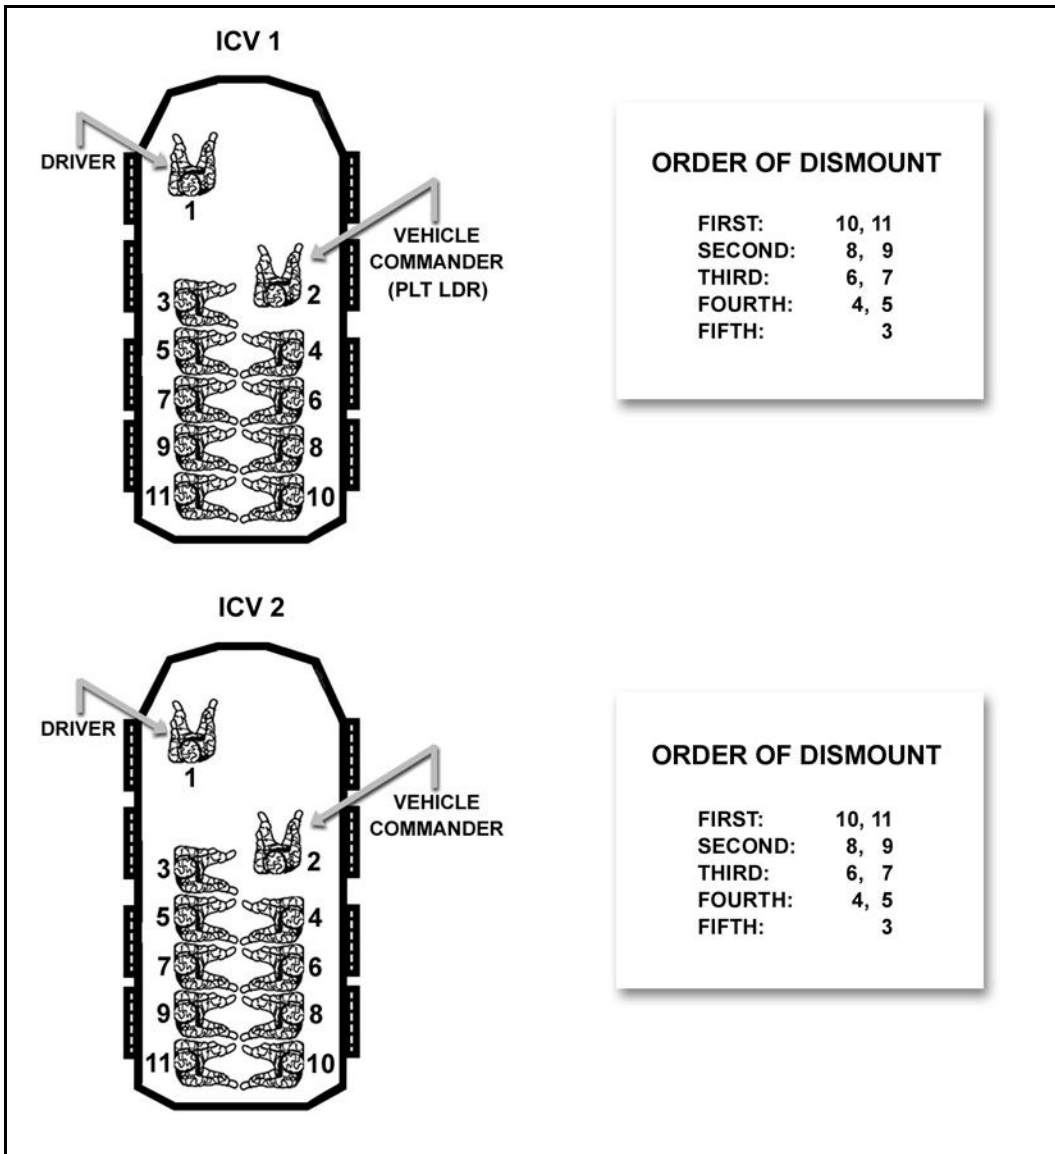 ICV 1
DRIVER
1
VEHICLE
COMMANDER
(PLT LDR)
2
3
5
4
7
6
9
8
11
10
ORDER OF DISMOUNT
FIRST: 10, 11
SECOND: 8, 9
THIRD: 6, 7
FOURTH: 4, 5
FIFTH: 3
ICV 2
DRIVER
1
VEHICLE
COMMANDER
2
3
5
4
7
6
9
8
11
10
ORDER OF DISMOUNT
FIRST: 10, 11
SECOND: 8, 9
THIRD: 6, 7
FOURTH: 4, 5
FIFTH: 3